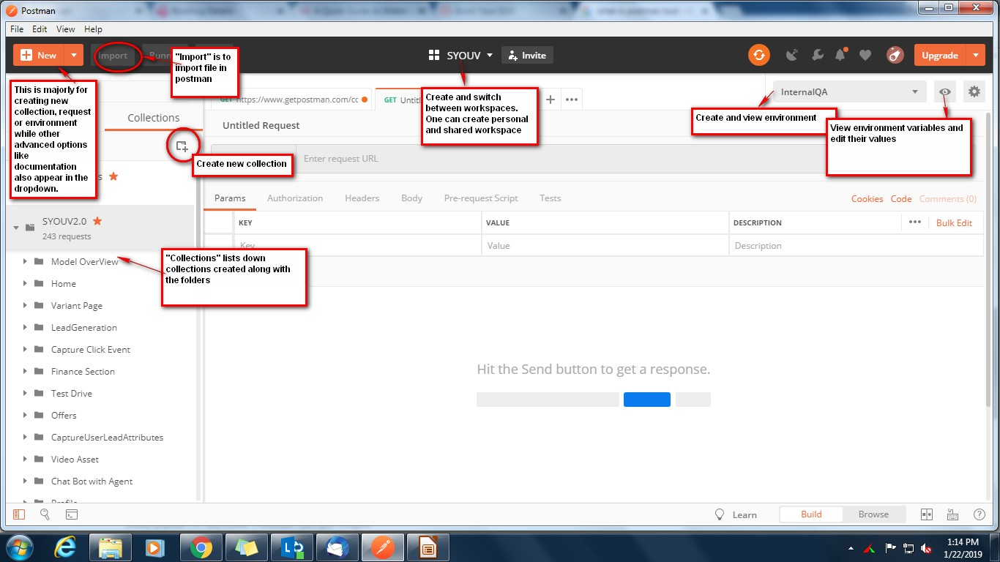 Postman
File Edit View Help
New
Import
"Import" is to
import file in
postman
SYOUV
Invite
Upgrade
This is majorly for
creating new
collection, request
or environment
while other
advanced options
like
documentation
also appear in the
dropdown.
Collections
Create new collection
GET https://www.getpostman.com/cc
GET
Create and switch
between workspaces.
One can create personal
and shared workspace
InternalQA
Create and view environment
View environment variables and
edit their values
Untitled Request
Enter request URL
Params Authorization Headers Body Pre-request Script Tests
Cookies Code Comments (0)
KEY VALUE DESCRIPTION
Bulk Edit
Key Value Description
SYOUV2.0
243 requests
"Collections" lists down
collections created along with
the folders
Model OverView
Home
Variant Page
LeadGeneration
Capture Click Event
Finance Section
Test Drive
Offers
CaptureUserLeadAttributes
Video Asset
Chat Bot with Agent
Hit the Send button to get a response.
Learn
Build Browse
1:14 PM
1/22/2019